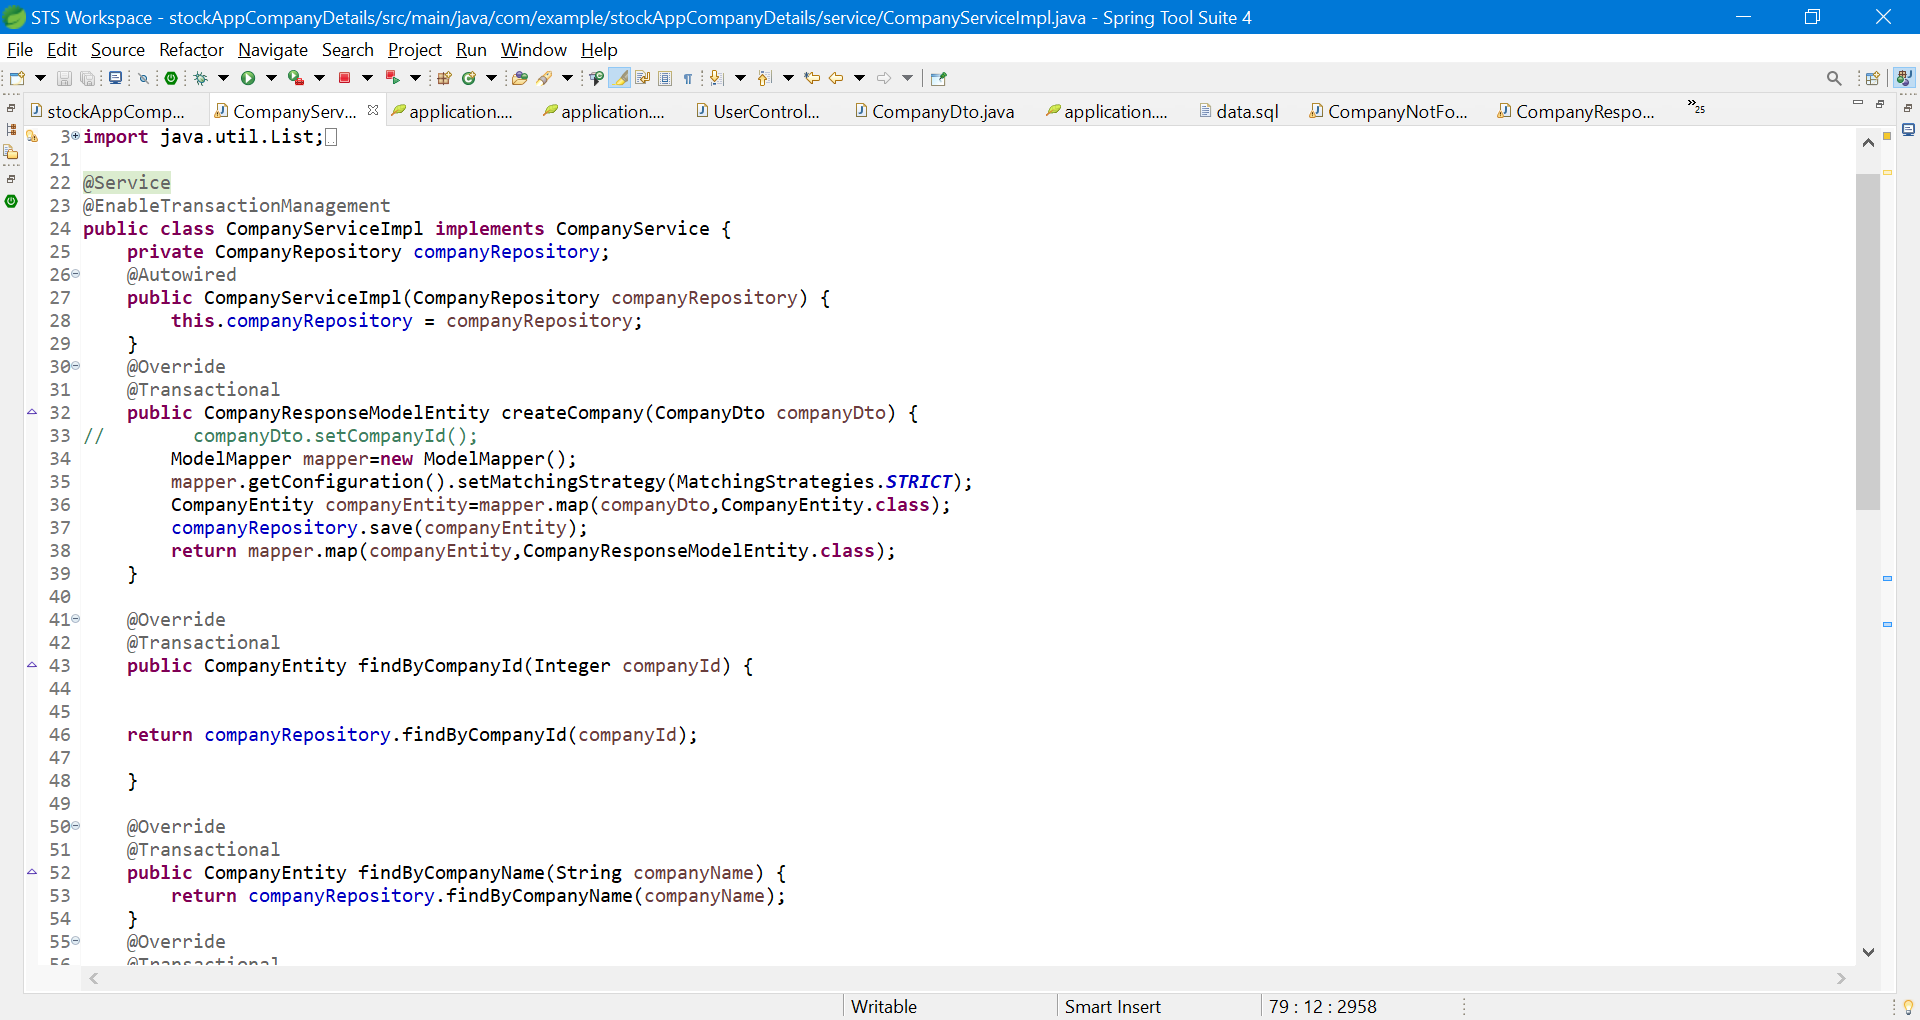 STS Workspace - stockAppCompanyDetails/src/main/java/com/example/stockAppCompanyDetails/service/CompanyServiceImpl.java - Spring Tool Suite 4
File Edit Source Refactor Navigate Search Project Run Window Help
stockAppComp... CompanyServ... application.... application.... UserControl... CompanyDto.java application.... data.sql CompanyNotFo... CompanyRespo... »25
3 import java.util.List;
21
22 @Service
23 @EnableTransactionManagement
24 public class CompanyServiceImpl implements CompanyService {
25     private CompanyRepository companyRepository;
26     @Autowired
27     public CompanyServiceImpl(CompanyRepository companyRepository) {
28         this.companyRepository = companyRepository;
29     }
30     @Override
31     @Transactional
32     public CompanyResponseModelEntity createCompany(CompanyDto companyDto) {
33 //        companyDto.setCompanyId();
34         ModelMapper mapper=new ModelMapper();
35         mapper.getConfiguration().setMatchingStrategy(MatchingStrategies.STRICT);
36         CompanyEntity companyEntity=mapper.map(companyDto,CompanyEntity.class);
37         companyRepository.save(companyEntity);
38         return mapper.map(companyEntity,CompanyResponseModelEntity.class);
39     }
40
41     @Override
42     @Transactional
43     public CompanyEntity findByCompanyId(Integer companyId) {
44
45
46     return companyRepository.findByCompanyId(companyId);
47
48     }
49
50     @Override
51     @Transactional
52     public CompanyEntity findByCompanyName(String companyName) {
53         return companyRepository.findByCompanyName(companyName);
54     }
55     @Override
56     @Transactional
Writable Smart Insert 79 : 12 : 2958